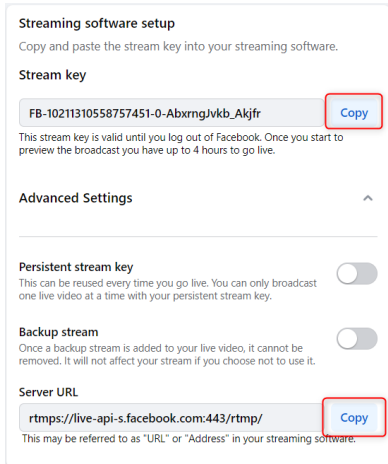 Streaming software setup
Copy and paste the stream key into your streaming software.
Stream key
FB-10211310558757451-0-AbxrngJvkb_Akjfr
Copy
This stream key is valid until you log out of Facebook. Once you start to
preview the broadcast you have up to 4 hours to go live.
Advanced Settings
Persistent stream key
This can be reused every time you go live. You can only broadcast
one live video at a time with your persistent stream key.
Backup stream
Once a backup stream is added to your live video, it cannot be
removed. It will not affect your stream if you choose not to use it.
Server URL
rtmps://live-api-s.facebook.com:443/rtmp/
Copy
This may be referred to as "URL" or "Address" in your streaming software.